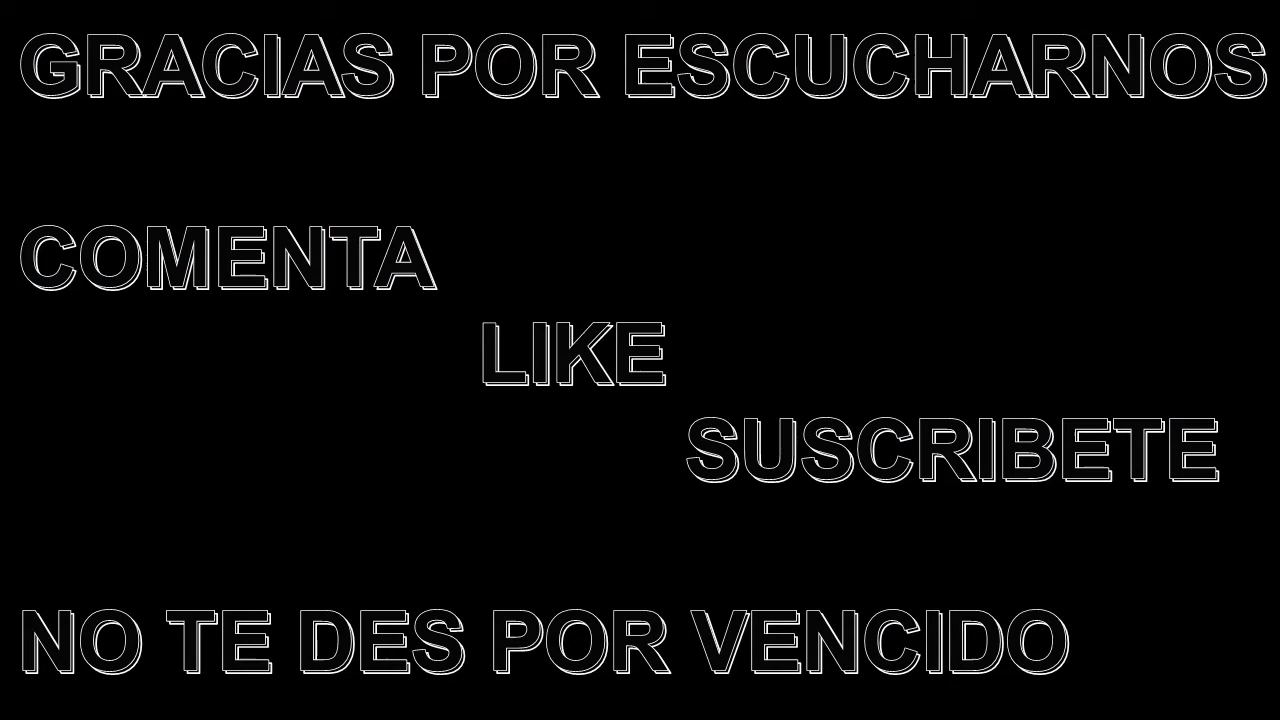 GRACIAS POR ESCUCHARNOS
COMENTA
LIKE
SUSCRIBETE
NO TE DES POR VENCIDO